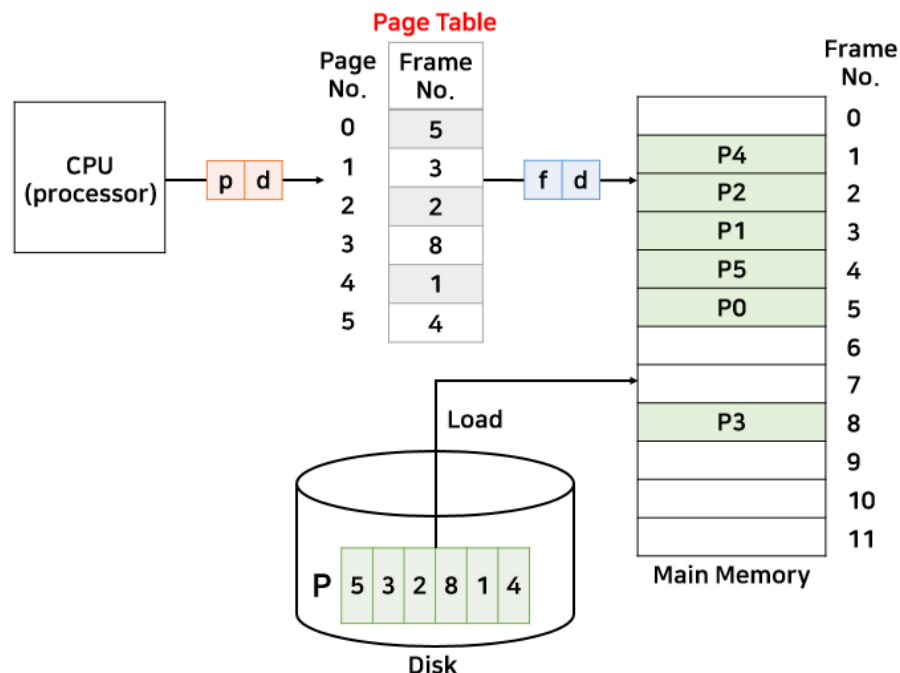 Page Table
Page
No.
Frame
No.
Frame
No.
CPU
(processor)
p d
f d
0 5
1 3
2 2
3 8
4 1
5 4
0
P4 1
P2 2
P1 3
P5 4
P0 5
6
7
P3 8
9
10
11
Main Memory
Load
P 5 3 2 8 1 4
Disk